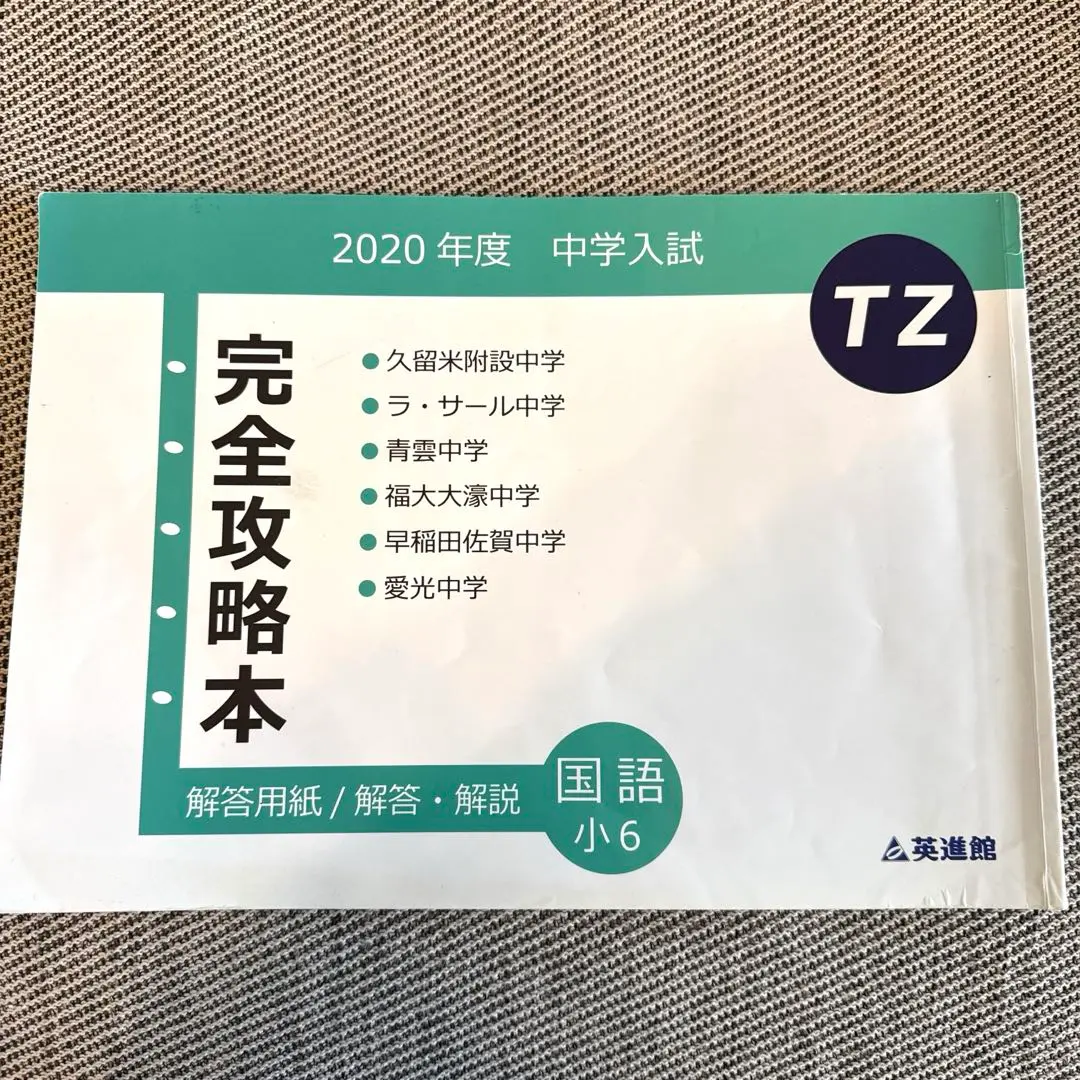 2020 年度　中学入試
TZ
完全攻略本
● 久留米附設中学
● ラ・サール中学
● 青雲中学
● 福大大濠中学
● 早稲田佐賀中学
● 愛光中学
解答用紙 / 解答・解説
国語
小6
英進館